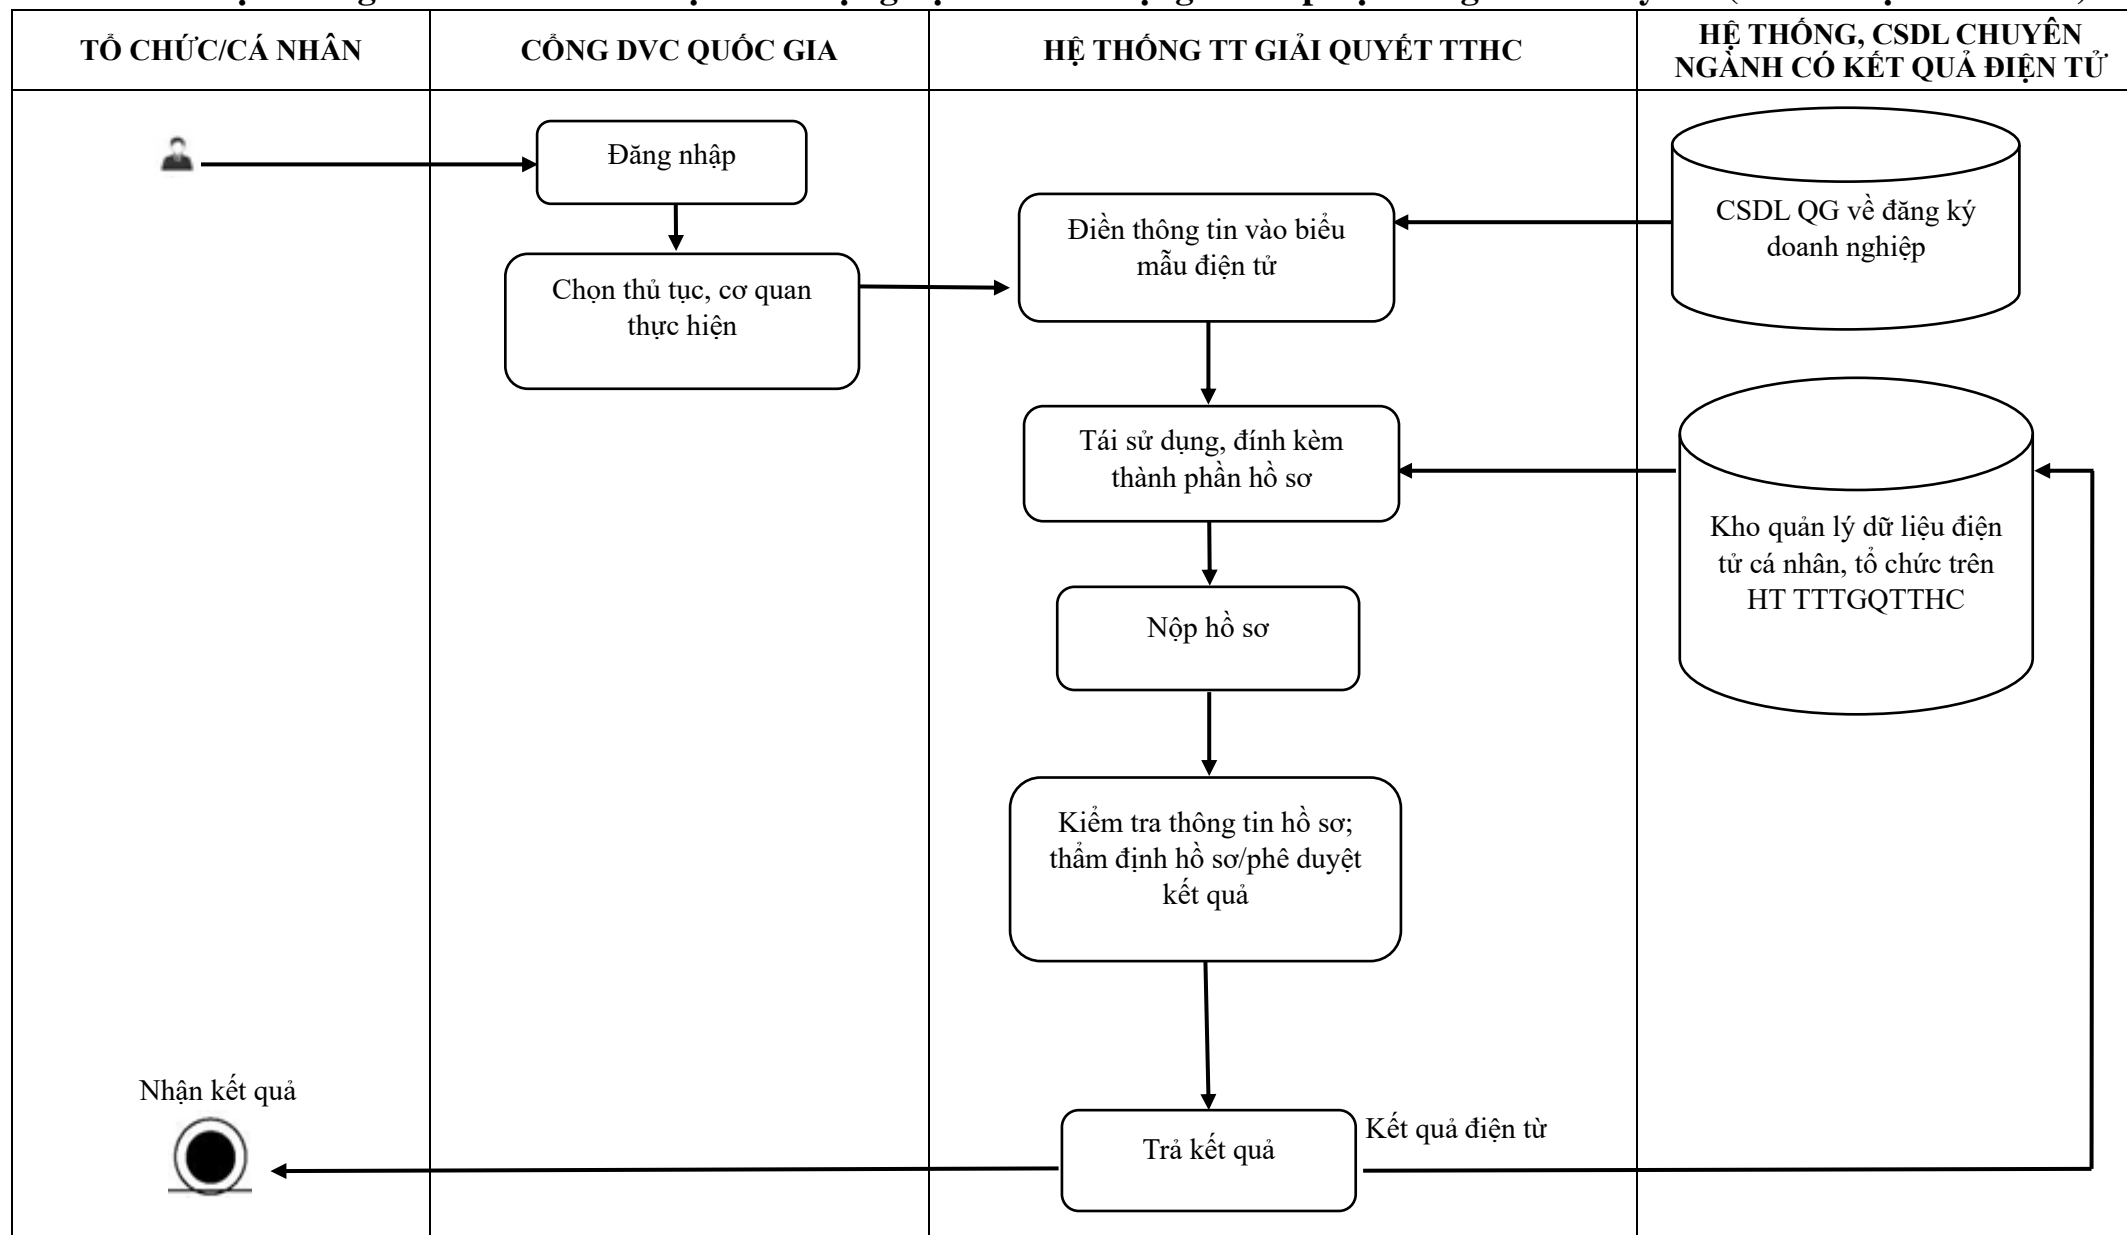 TỔ CHỨC/CÁ NHÂN
CỔNG DVC QUỐC GIA
HỆ THỐNG TT GIẢI QUYẾT TTHC
HỆ THỐNG, CSDL CHUYÊN
NGÀNH CÓ KẾT QUẢ ĐIỆN TỬ
Đăng nhập
Chọn thủ tục, cơ quan
thực hiện
Điền thông tin vào biểu
mẫu điện tử
CSDL QG về đăng ký
doanh nghiệp
Tái sử dụng, đính kèm
thành phần hồ sơ
Kho quản lý dữ liệu điện
tử cá nhân, tổ chức trên
HT TTTGQTTHC
Nộp hồ sơ
Kiểm tra thông tin hồ sơ;
thẩm định hồ sơ/phê duyệt
kết quả
Nhận kết quả
Trả kết quả
Kết quả điện từ